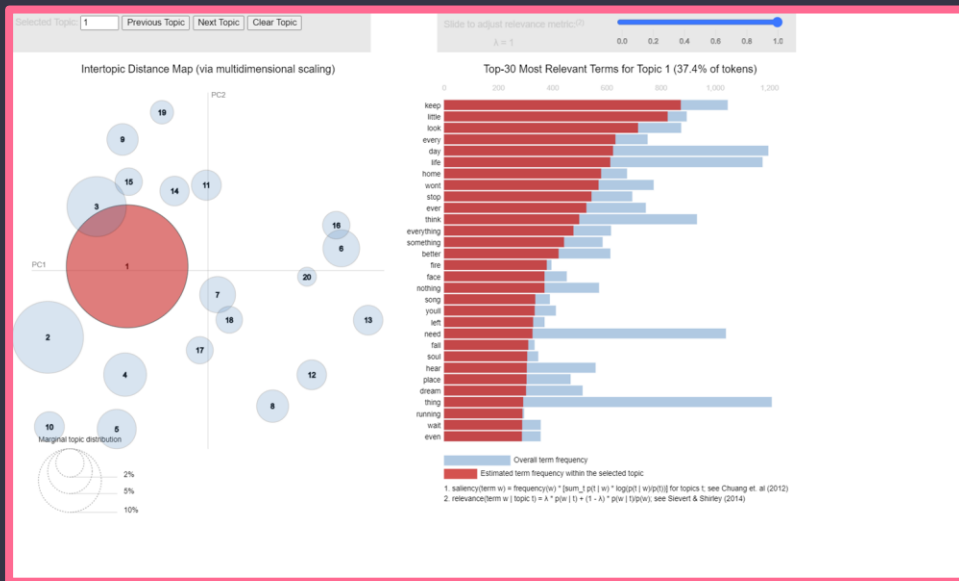 Selected Topic: 1 Previous Topic Next Topic Clear Topic
Slide to adjust relevance metric:(2)
λ = 1
0.0 0.2 0.4 0.6 0.8 1.0
Intertopic Distance Map (via multidimensional scaling)
PC2
PC1
19
9
15
14
11
3
16
6
1
20
7
18
13
2
17
4
12
8
10
5
Marginal topic distribution
2%
5%
10%
Top-30 Most Relevant Terms for Topic 1 (37.4% of tokens)
0 200 400 600 800 1,000 1,200
keep
little
look
every
day
life
home
wont
stop
ever
think
everything
something
better
fire
face
nothing
song
youll
left
need
fall
soul
hear
place
dream
thing
running
wait
even
Overall term frequency
Estimated term frequency within the selected topic
1. saliency(term w) = frequency(w) * [sum_t p(t | w) * log(p(t | w)/p(t))] for topics t; see Chuang et. al (2012)
2. relevance(term w | topic t) = λ * p(w | t) + (1 - λ) * p(w | t)/p(w); see Sievert & Shirley (2014)